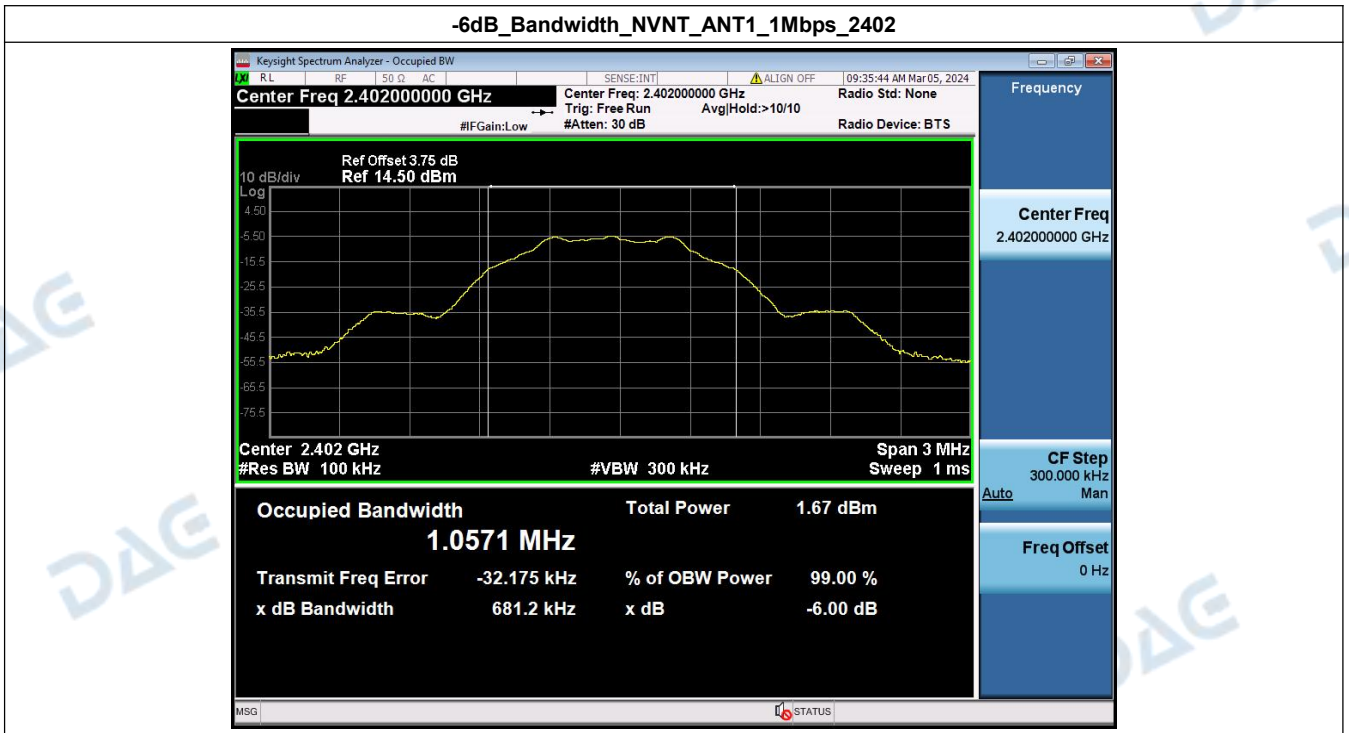 -6dB_Bandwidth_NVNT_ANT1_1Mbps_2402
Keysight Spectrum Analyzer - Occupied BW
LXI RL RF 50 Ω AC SENSE:INT ALIGN OFF 09:35:44 AM Mar 05, 2024
Center Freq 2.402000000 GHz
Center Freq: 2.402000000 GHz Radio Std: None
Trig: Free Run Avg|Hold:>10/10
#IFGain:Low #Atten: 30 dB Radio Device: BTS
Ref Offset 3.75 dB
10 dB/div Ref 14.50 dBm
Log
4.50
-5.50
-15.5
-25.5
-35.5
-45.5
-55.5
-65.5
-75.5
Center 2.402 GHz Span 3 MHz
#Res BW 100 kHz #VBW 300 kHz Sweep 1 ms
Occupied Bandwidth Total Power 1.67 dBm
1.0571 MHz
Transmit Freq Error -32.175 kHz % of OBW Power 99.00 %
x dB Bandwidth 681.2 kHz x dB -6.00 dB
MSG STATUS
Frequency
Center Freq
2.402000000 GHz
CF Step
300.000 kHz
Auto Man
Freq Offset
0 Hz
DAE
DAE